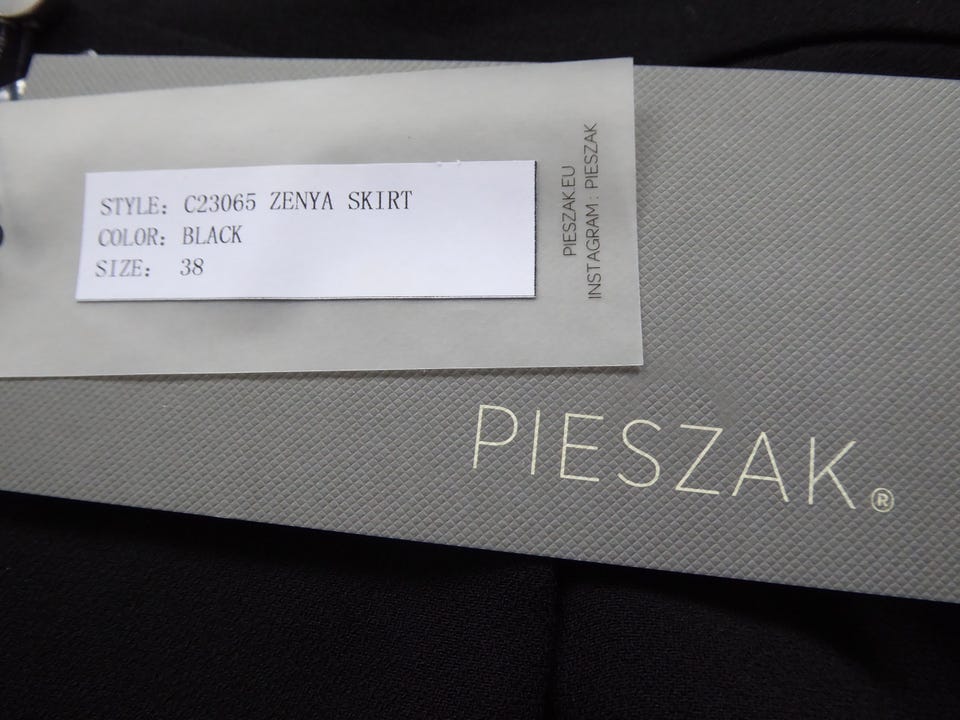 STYLE: C23065 ZENYA SKIRT
COLOR: BLACK
SIZE: 38
PIESZAK.EU
INSTAGRAM : PIESZAK
PIESZAK®